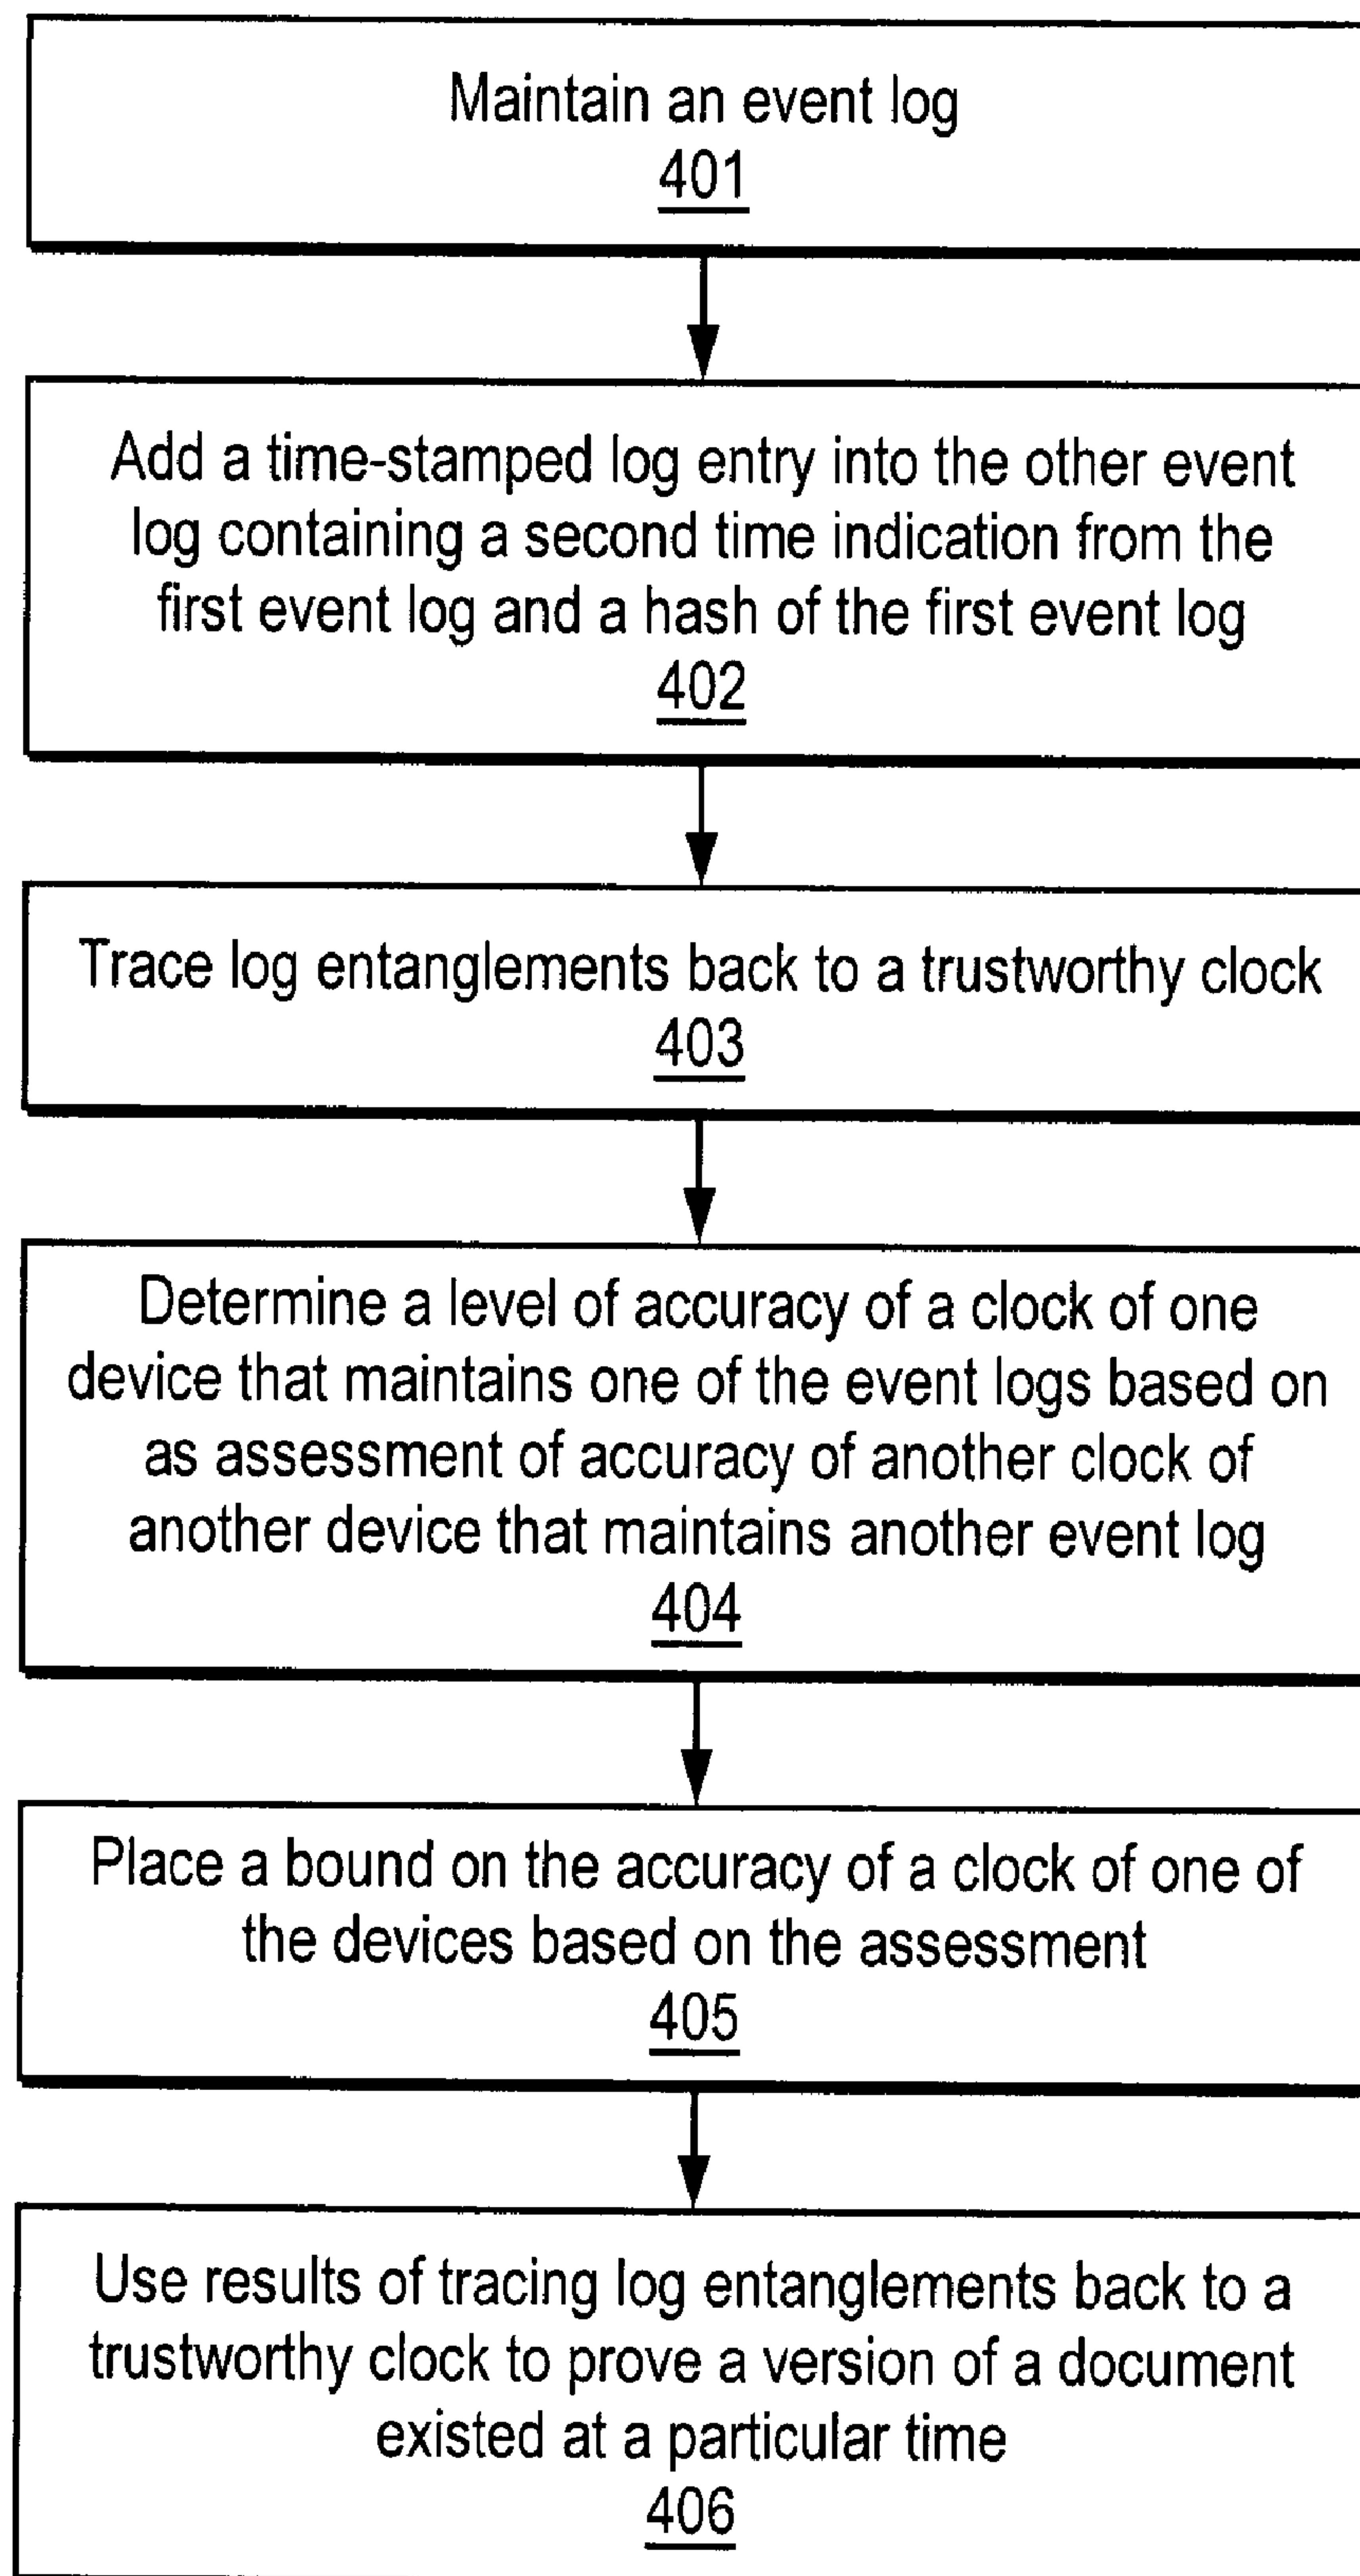 Maintain an event log
401
Add a time-stamped log entry into the other event
log containing a second time indication from the
first event log and a hash of the first event log
402
Trace log entanglements back to a trustworthy clock
403
Determine a level of accuracy of a clock of one
device that maintains one of the event logs based on
as assessment of accuracy of another clock of
another device that maintains another event log
404
Place a bound on the accuracy of a clock of one of
the devices based on the assessment
405
Use results of tracing log entanglements back to a
trustworthy clock to prove a version of a document
existed at a particular time
406